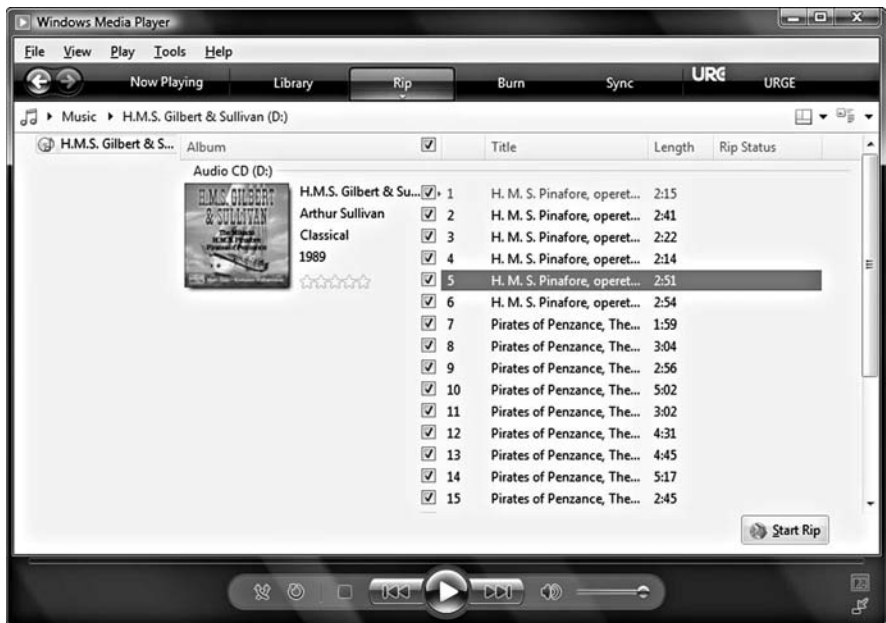 Windows Media Player
File View Play Tools Help
Now Playing Library Rip Burn Sync URGE URGE
Music H.M.S. Gilbert & Sullivan (D:)
H.M.S. Gilbert & S... Album Title Length Rip Status
Audio CD (D:)
H.M.S. GILBERT & SULLIVAN
H.M.S. Gilbert & Su...
Arthur Sullivan
Classical
1989
1 H. M. S. Pinafore, operet... 2:15
2 H. M. S. Pinafore, operet... 2:41
3 H. M. S. Pinafore, operet... 2:22
4 H. M. S. Pinafore, operet... 2:14
5 H. M. S. Pinafore, operet... 2:51
6 H. M. S. Pinafore, operet... 2:54
7 Pirates of Penzance, The... 1:59
8 Pirates of Penzance, The... 3:04
9 Pirates of Penzance, The... 2:56
10 Pirates of Penzance, The... 5:02
11 Pirates of Penzance, The... 3:02
12 Pirates of Penzance, The... 4:31
13 Pirates of Penzance, The... 4:45
14 Pirates of Penzance, The... 5:17
15 Pirates of Penzance, The... 2:45
Start Rip